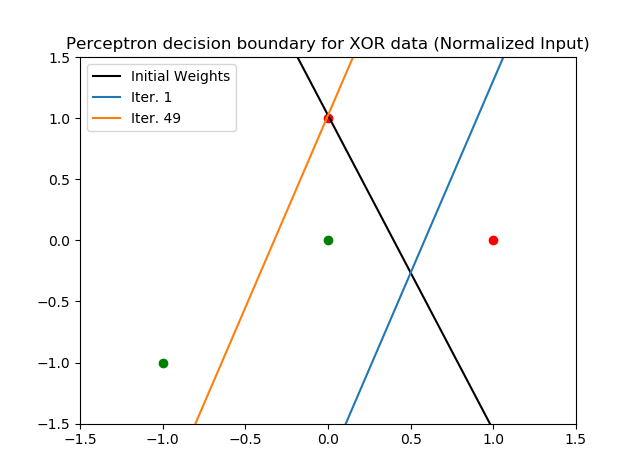 Perceptron decision boundary for XOR data (Normalized Input)
Initial Weights
Iter. 1
Iter. 49
1.5
1.0
0.5
0.0
−0.5
−1.0
−1.5
−1.5 −1.0 −0.5 0.0 0.5 1.0 1.5